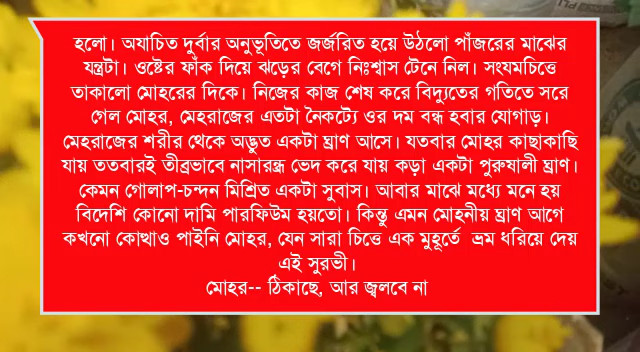 হলো। অযাচিত দুর্বার অনুভূতিতে জর্জরিত হয়ে উঠলো পাঁজরের মাঝের
যন্ত্রটা। ওষ্টের ফাঁক দিয়ে ঝড়ের বেগে নিঃশ্বাস টেনে নিল। সংযমচিত্তে
তাকালো মোহরের দিকে। নিজের কাজ শেষ করে বিদ্যুতের গতিতে সরে
গেল মোহর, মেহরাজের এতটা নৈকট্যে ওর দম বন্ধ হবার যোগাড়।
মেহরাজের শরীর থেকে অদ্ভুত একটা ঘ্রাণ আসে। যতবার মোহর কাছাকাছি
যায় ততবারই তীব্রভাবে নাসারন্ধ্র ভেদ করে যায় কড়া একটা পুরুষালী ঘ্রাণ।
কেমন গোলাপ-চন্দন মিশ্রিত একটা সুবাস। আবার মাঝে মধ্যে মনে হয়
বিদেশি কোনো দামি পারফিউম হয়তো। কিন্তু এমন মোহনীয় ঘ্রাণ আগে
কখনো কোত্থাও পাইনি মোহর, যেন সারা চিত্তে এক মুহূর্তে ভ্রম ধরিয়ে দেয়
এই সুরভী।
মোহর-- ঠিকাছে, আর জ্বলবে না